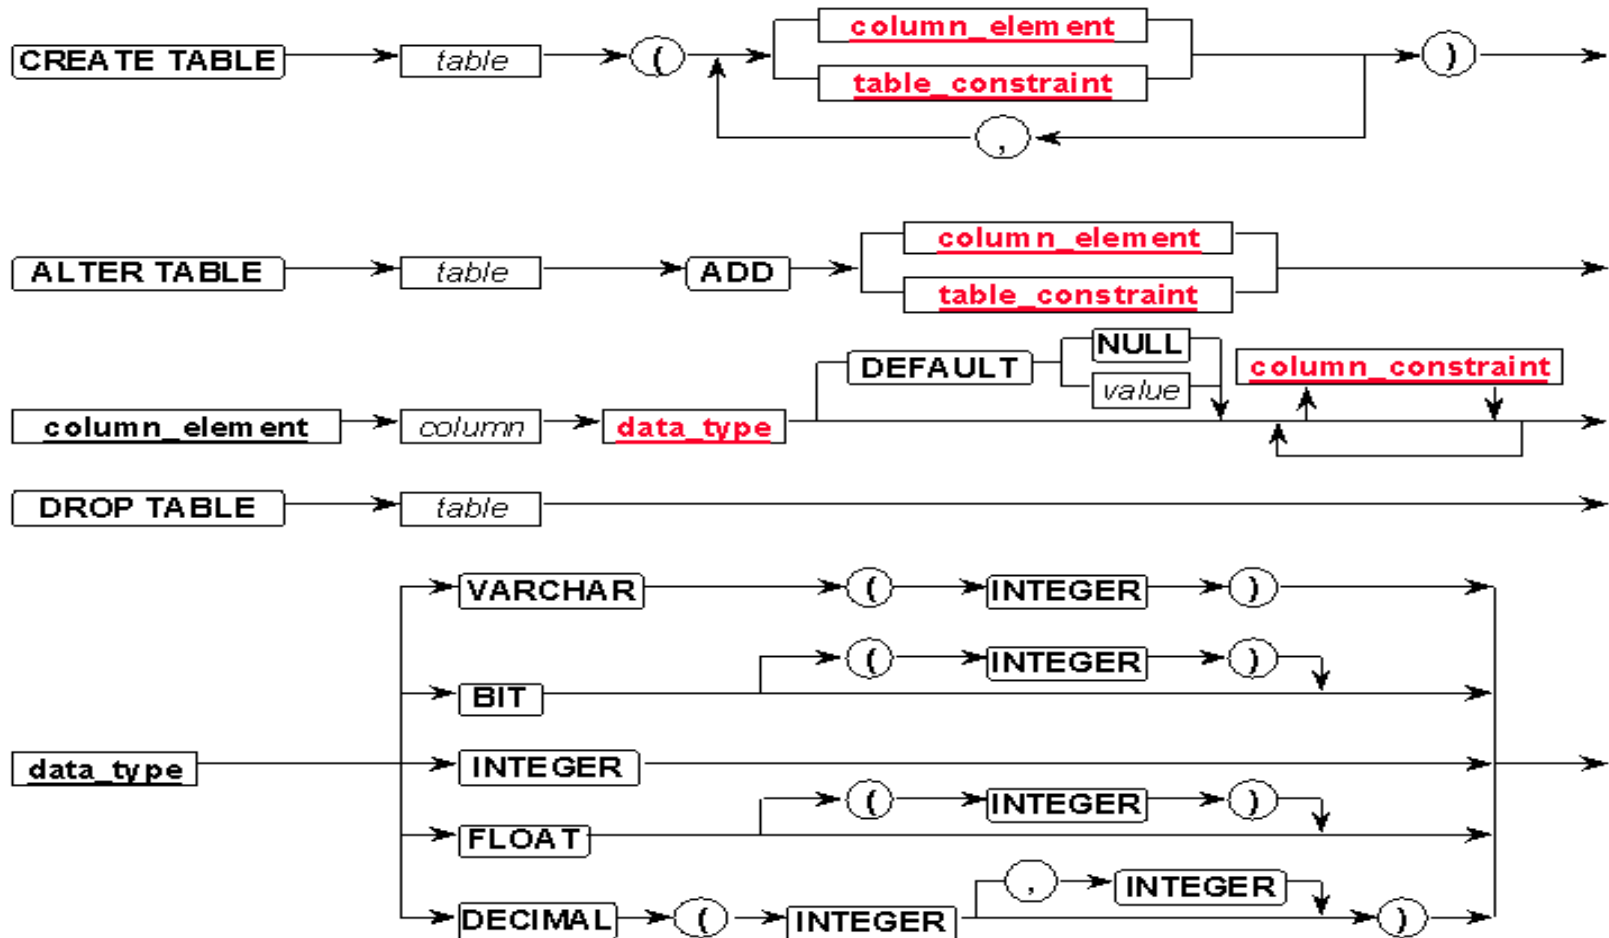 column_element
CREATE TABLE table ( )
table_constraint
,
column_element
ALTER TABLE table ADD
table_constraint
NULL
DEFAULT column_constraint
value
column_element column data_type
DROP TABLE table
VARCHAR ( INTEGER )
( INTEGER )
BIT
data_type INTEGER
( INTEGER )
FLOAT
, INTEGER
DECIMAL ( INTEGER )